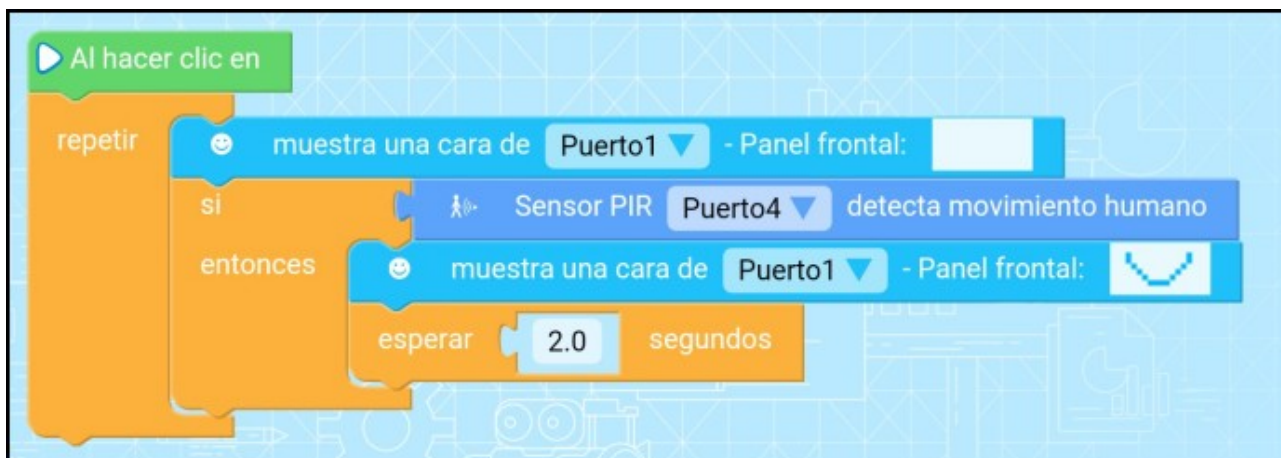 Al hacer clic en
repetir muestra una cara de Puerto1 - Panel frontal:
si Sensor PIR Puerto4 detecta movimiento humano
entonces muestra una cara de Puerto1 - Panel frontal:
esperar 2.0 segundos